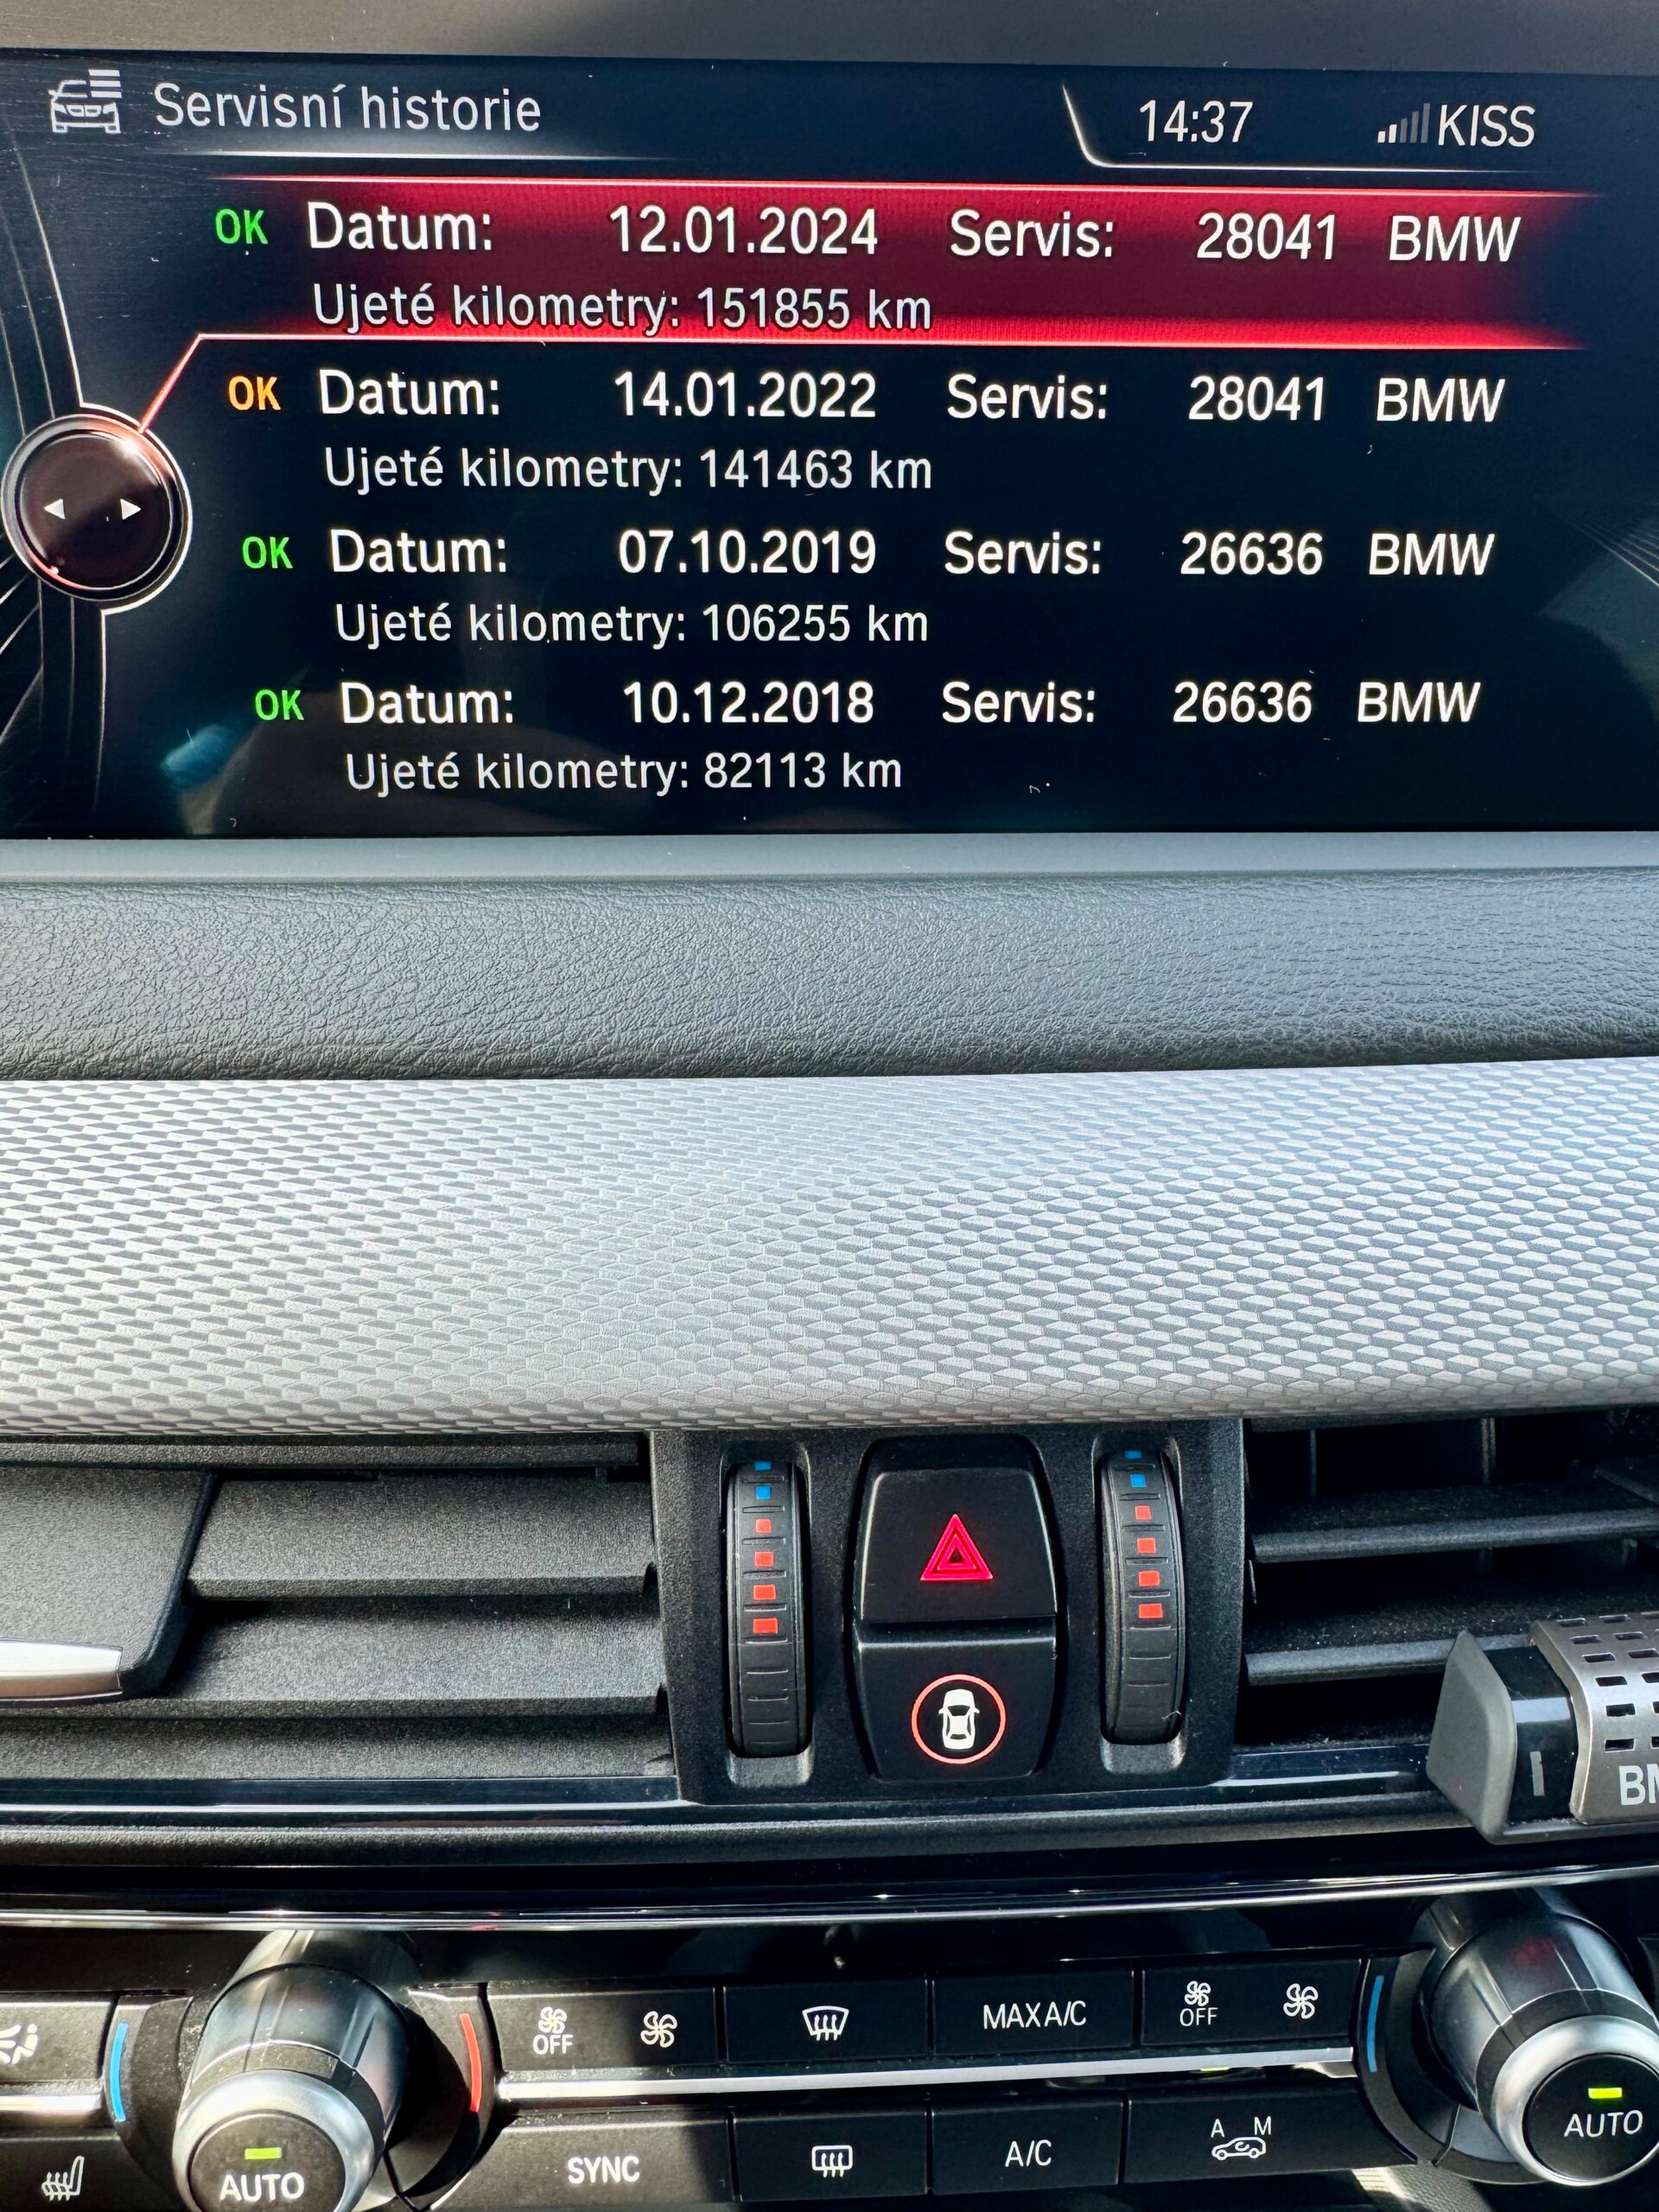 Servisní historie 14:37 KISS
OK Datum: 12.01.2024 Servis: 28041 BMW
Ujeté kilometry: 151855 km
OK Datum: 14.01.2022 Servis: 28041 BMW
Ujeté kilometry: 141463 km
OK Datum: 07.10.2019 Servis: 26636 BMW
Ujeté kilometry: 106255 km
OK Datum: 10.12.2018 Servis: 26636 BMW
Ujeté kilometry: 82113 km
BM
OFF MAX A/C OFF
AUTO SYNC A/C A M AUTO